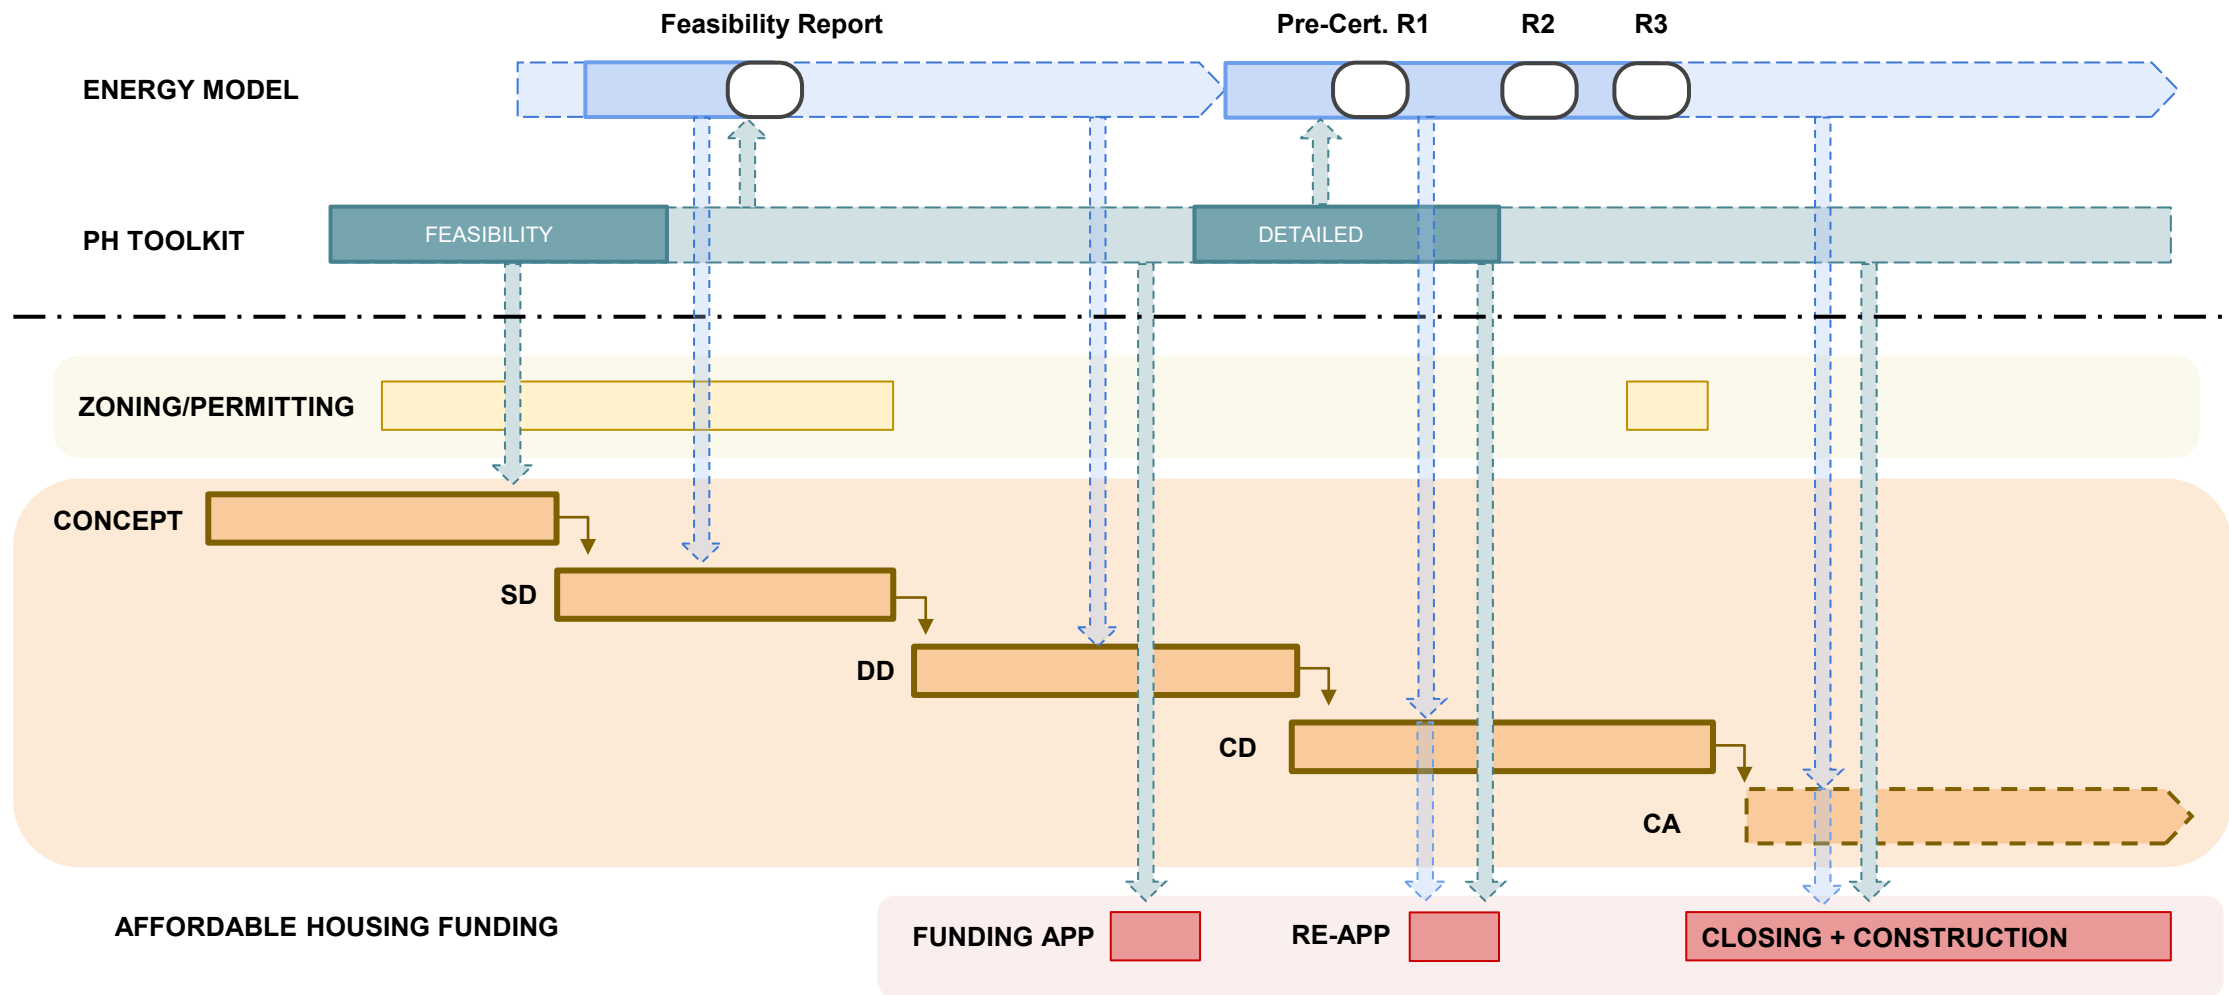 Feasibility Report
Pre-Cert. R1
R2
R3
ENERGY MODEL
PH TOOLKIT
FEASIBILITY
DETAILED
ZONING/PERMITTING
CONCEPT
SD
DD
CD
CA
AFFORDABLE HOUSING FUNDING
FUNDING APP
RE-APP
CLOSING + CONSTRUCTION